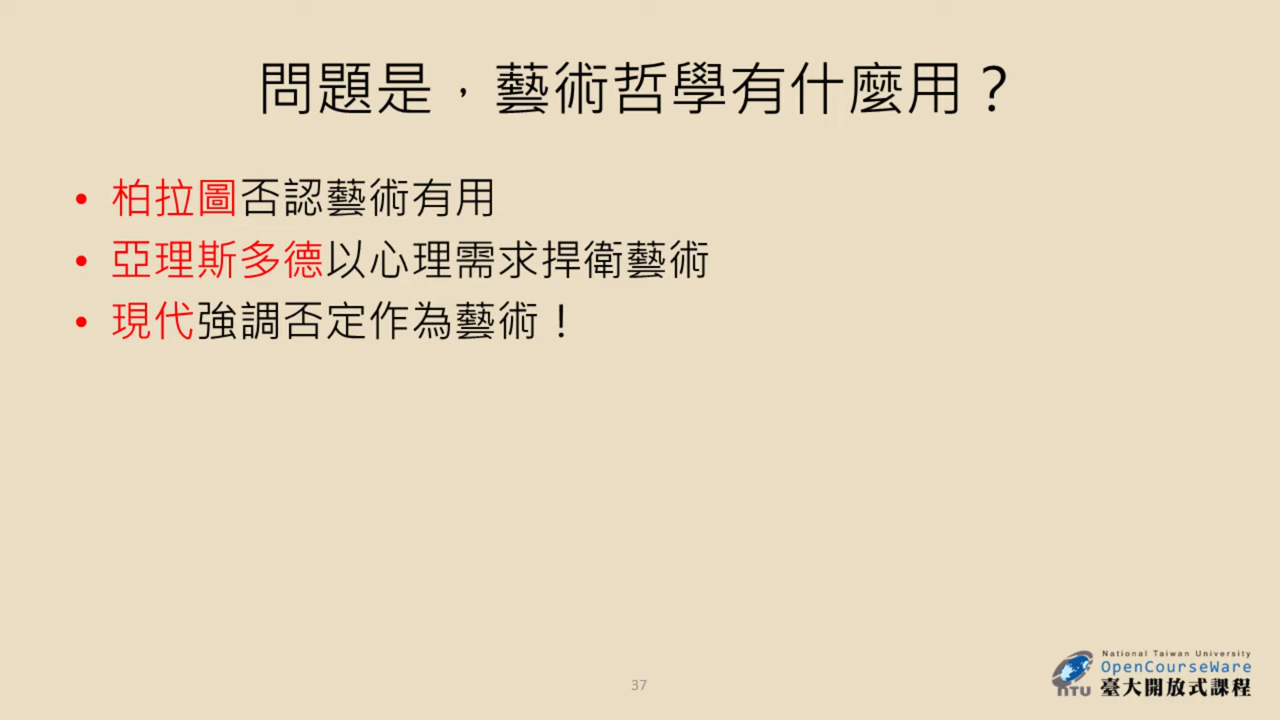 問題是，藝術哲學有什麼用？
• 柏拉圖否認藝術有用
• 亞理斯多德以心理需求捍衛藝術
• 現代強調否定作為藝術！
National Taiwan University
OpenCourseWare
NTU 臺大開放式課程
37